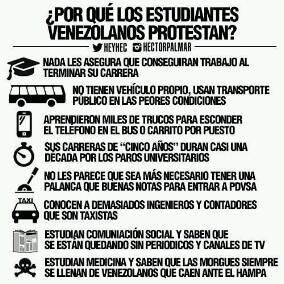 ¿POR QUÉ LOS ESTUDIANTES
VENEZOLANOS PROTESTAN?
@HEYHEC HECTORPALMAR
NADA LES ASEGURA QUE CONSEGUIRAN TRABAJO AL
TERMINAR SU CARRERA
NO TIENEN VEHÍCULO PROPIO, USAN TRANSPORTE
PÚBLICO EN LAS PEORES CONDICIONES
APRENDIERON MILES DE TRUCOS PARA ESCONDER
EL TELEFONO EN EL BUS O CARRITO POR PUESTO
SUS CARRERAS DE "CINCO AÑOS" DURAN CASI UNA
DÉCADA POR LOS PAROS UNIVERSITARIOS
NO LES PARECE QUE SEA MÁS NECESARIO TENER UNA
PALANCA QUE BUENAS NOTAS PARA ENTRAR A PDVSA
TAXI
CONOCEN A DEMASIADOS INGENIEROS Y CONTADORES
QUE SON TAXISTAS
ESTUDIAN COMUNIACIÓN SOCIAL Y SABEN QUE
SE ESTÁN QUEDANDO SIN PERIODICOS Y CANALES DE TV
ESTUDIAN MEDICINA Y SABEN QUE LAS MORGUES SIEMPRE
SE LLENAN DE VENEZOLANOS QUE CAEN ANTE EL HAMPA